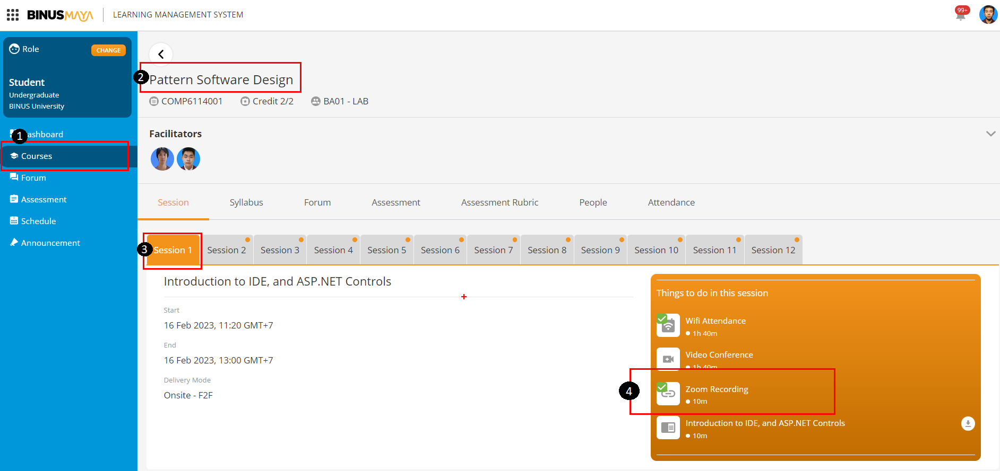 BINUSMAYA
LEARNING MANAGEMENT SYSTEM
99+
Role
CHANGE
Student
Undergraduate
BINUS University
1
ashboard
Courses
Forum
Assessment
Schedule
Announcement
2
Pattern Software Design
COMP6114001
Credit 2/2
BA01 - LAB
Facilitators
Session
Syllabus
Forum
Assessment
Assessment Rubric
People
Attendance
3
Session 1
Session 2
Session 3
Session 4
Session 5
Session 6
Session 7
Session 8
Session 9
Session 10
Session 11
Session 12
Introduction to IDE, and ASP.NET Controls
Start
16 Feb 2023, 11:20 GMT+7
End
16 Feb 2023, 13:00 GMT+7
Delivery Mode
Onsite - F2F
Things to do in this session
Wifi Attendance
1h 40m
Video Conference
1h 40m
4
Zoom Recording
10m
Introduction to IDE, and ASP.NET Controls
10m